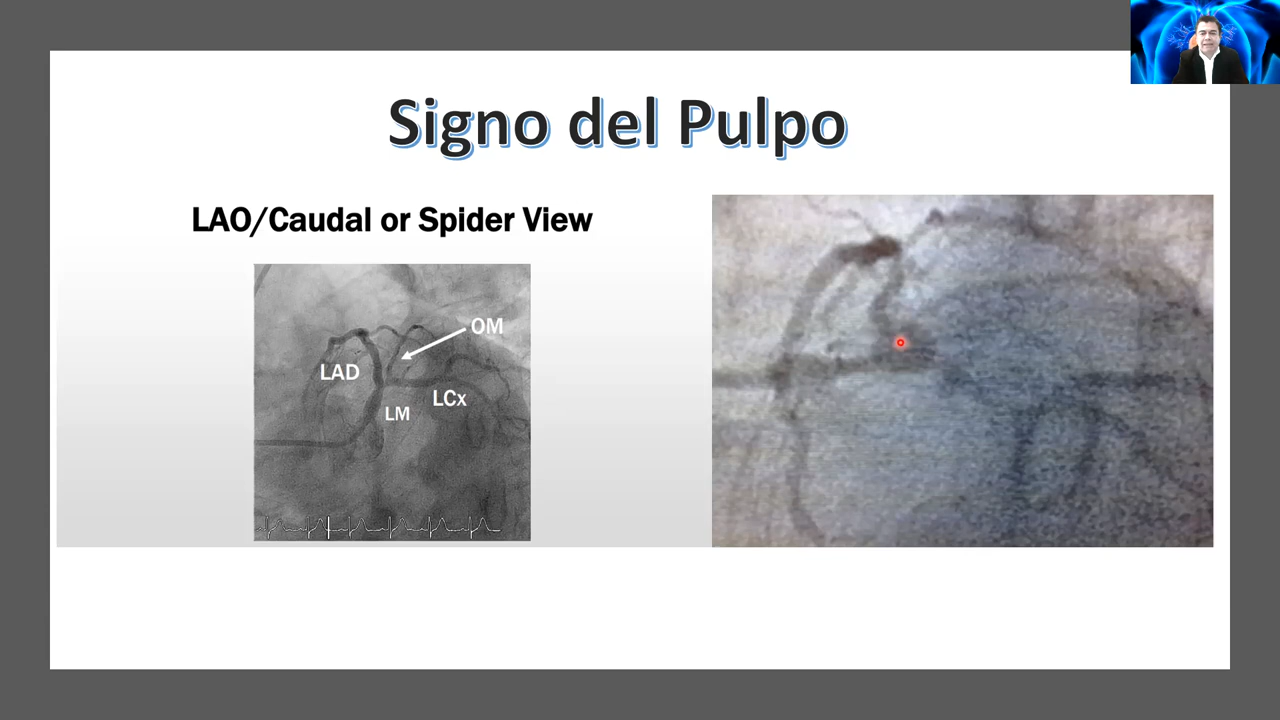 Signo del Pulpo
LAO/Caudal or Spider View
OM
LAD
LCx
LM